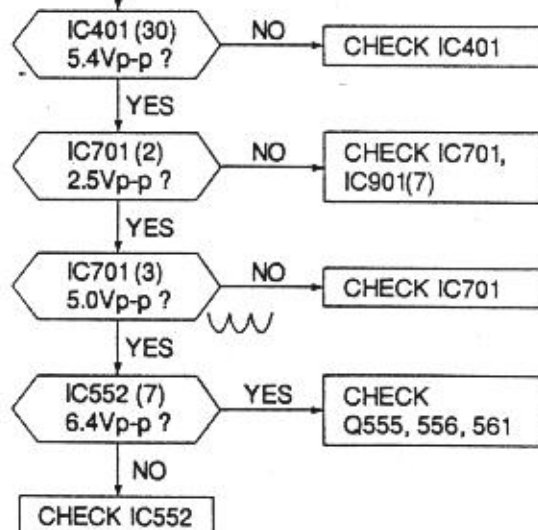 IC401 (30)
5.4Vp-p ?
NO
CHECK IC401
YES
IC701 (2)
2.5Vp-p ?
NO
CHECK IC701,
IC901(7)
YES
IC701 (3)
5.0Vp-p ?
NO
CHECK IC701
YES
IC552 (7)
6.4Vp-p ?
YES
CHECK
Q555, 556, 561
NO
CHECK IC552